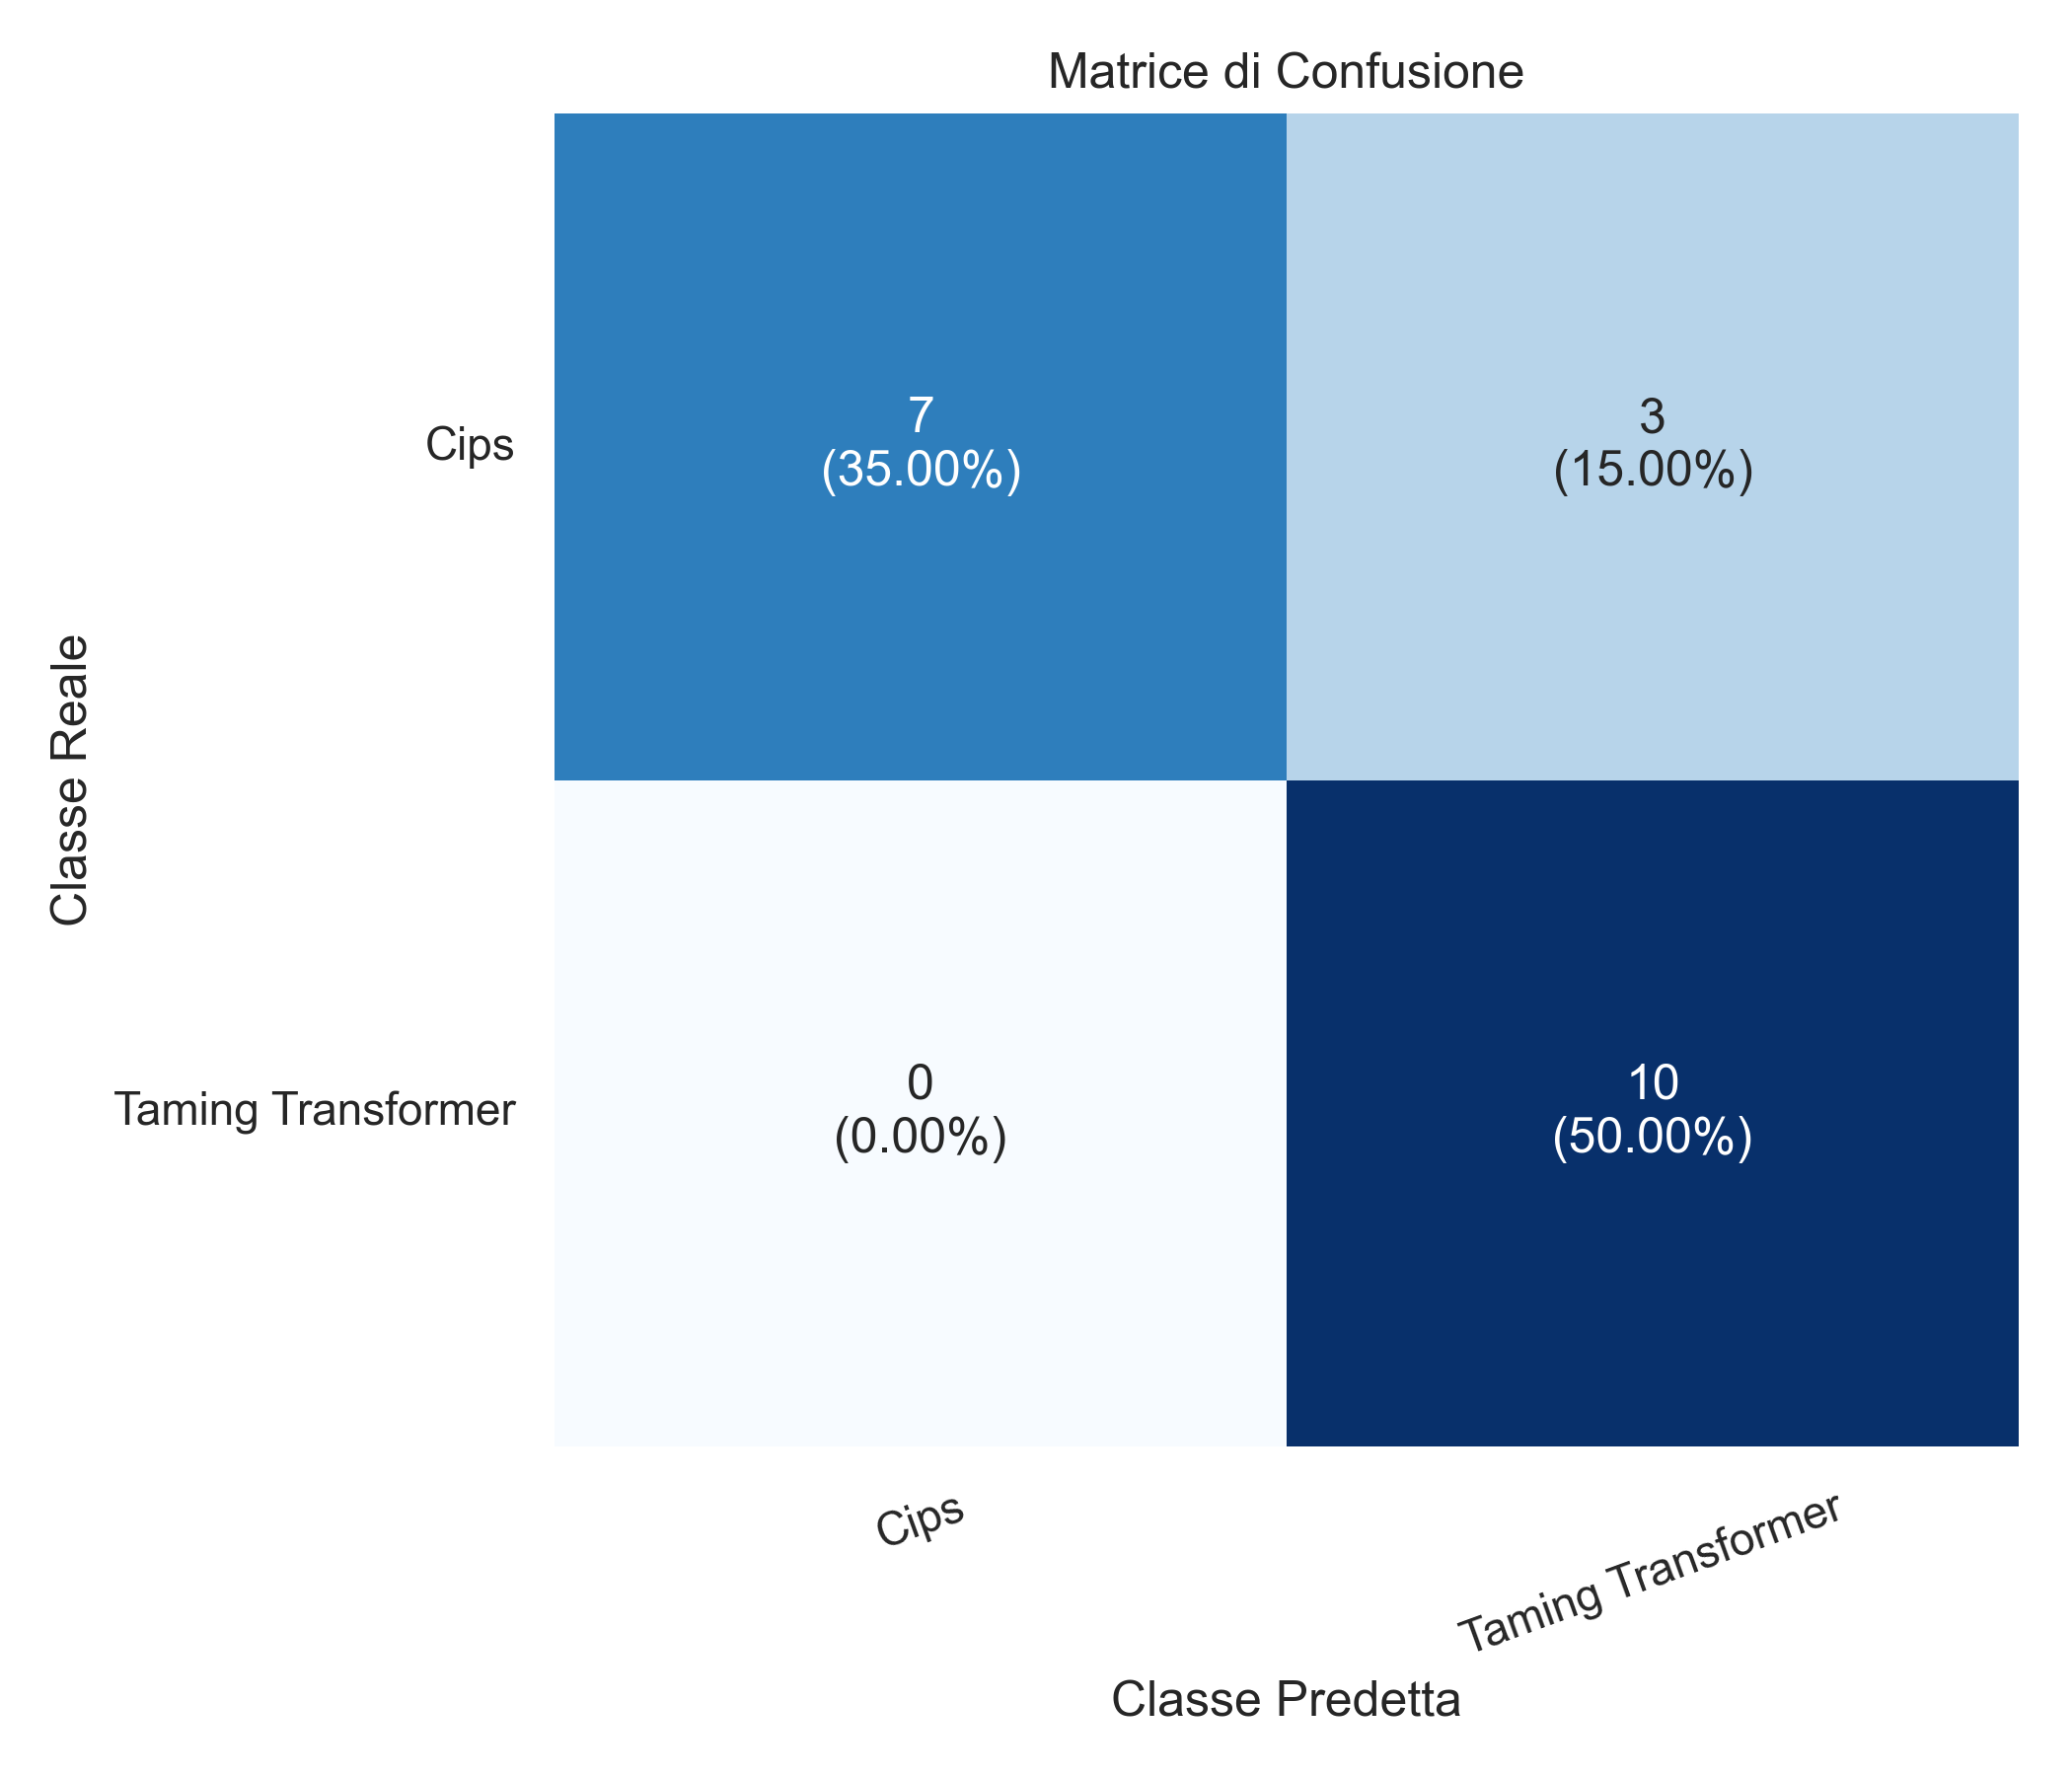 Matrice di Confusione
Classe Reale
Cips
7
(35.00%)
3
(15.00%)
Taming Transformer
0
(0.00%)
10
(50.00%)
Cips
Taming Transformer
Classe Predetta